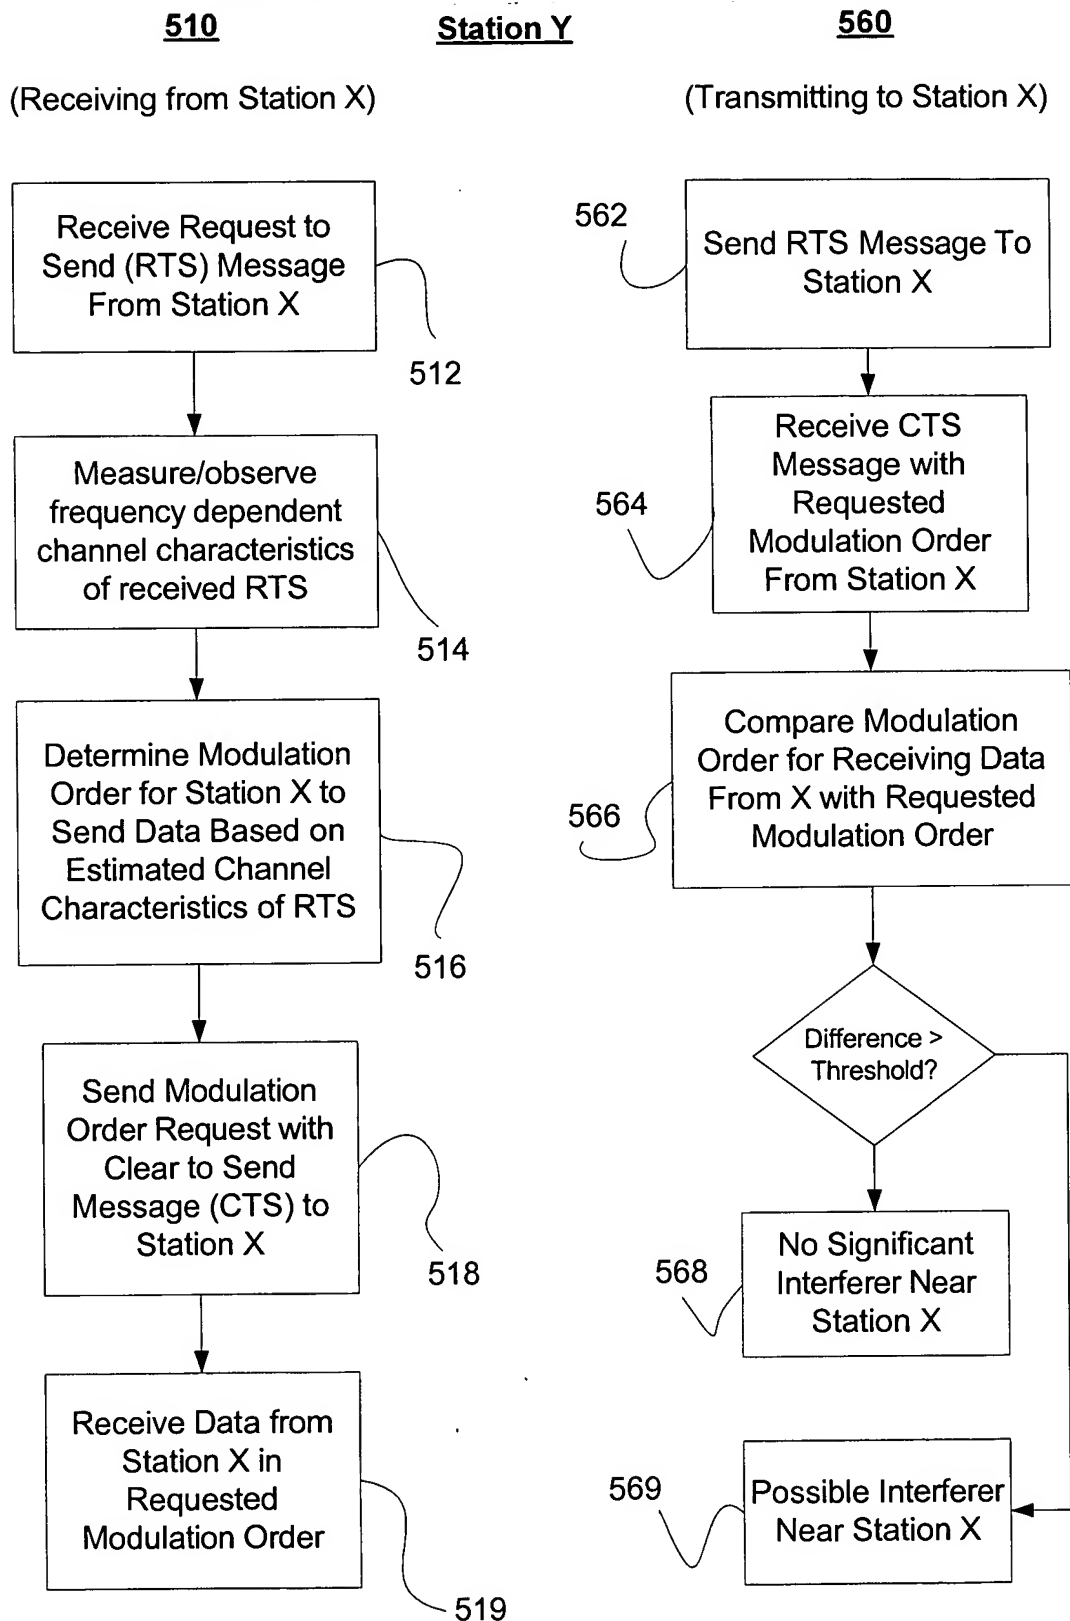 510
Station Y
560
(Receiving from Station X)
(Transmitting to Station X)
Receive Request to
Send (RTS) Message
From Station X
512
Measure/observe
frequency dependent
channel characteristics
of received RTS
514
Determine Modulation
Order for Station X to
Send Data Based on
Estimated Channel
Characteristics of RTS
516
Send Modulation
Order Request with
Clear to Send
Message (CTS) to
Station X
518
Receive Data from
Station X in
Requested
Modulation Order
519
562
Send RTS Message To
Station X
564
Receive CTS
Message with
Requested
Modulation Order
From Station X
566
Compare Modulation
Order for Receiving Data
From X with Requested
Modulation Order
Difference >
Threshold?
568
No Significant
Interferer Near
Station X
569
Possible Interferer
Near Station X